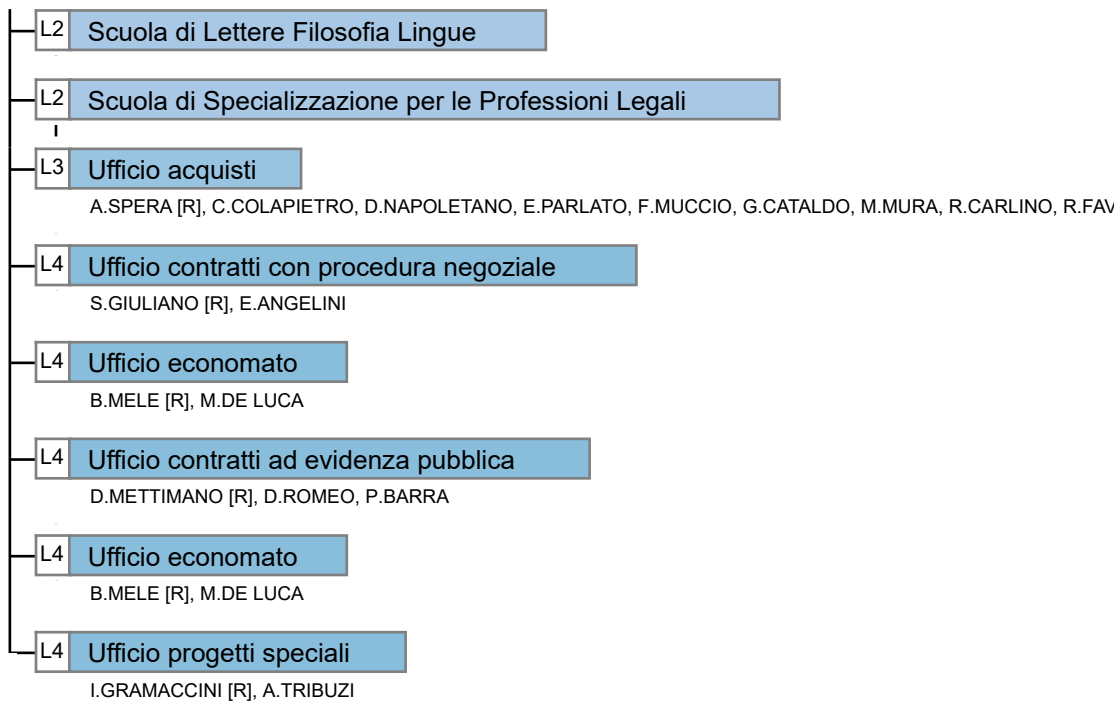 L2 Scuola di Lettere Filosofia Lingue
L2 Scuola di Specializzazione per le Professioni Legali
L3 Ufficio acquisti
A.SPERA [R], C.COLAPIETRO, D.NAPOLETANO, E.PARLATO, F.MUCCIO, G.CATALDO, M.MURA, R.CARLINO, R.FAV
L4 Ufficio contratti con procedura negoziale
S.GIULIANO [R], E.ANGELINI
L4 Ufficio economato
B.MELE [R], M.DE LUCA
L4 Ufficio contratti ad evidenza pubblica
D.METTIMANO [R], D.ROMEO, P.BARRA
L4 Ufficio economato
B.MELE [R], M.DE LUCA
L4 Ufficio progetti speciali
I.GRAMACCINI [R], A.TRIBUZI